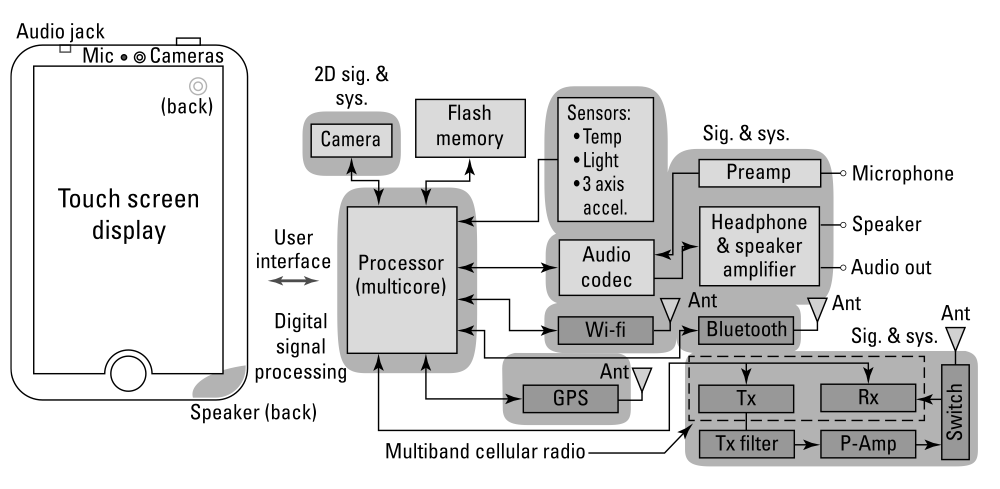 Audio jack
Mic
Cameras
(back)
Touch screen
display
Speaker (back)
User
interface
Digital
signal
processing
2D sig. &
sys.
Camera
Flash
memory
Processor
(multicore)
Sensors:
•Temp
•Light
•3 axis
accel.
Sig. & sys.
Preamp
Microphone
Headphone
& speaker
amplifier
Speaker
Audio out
Audio
codec
Wi-fi
Ant
Bluetooth
Ant
GPS
Ant
Sig. & sys.
Ant
Tx
Rx
Switch
Tx filter
P-Amp
Multiband cellular radio